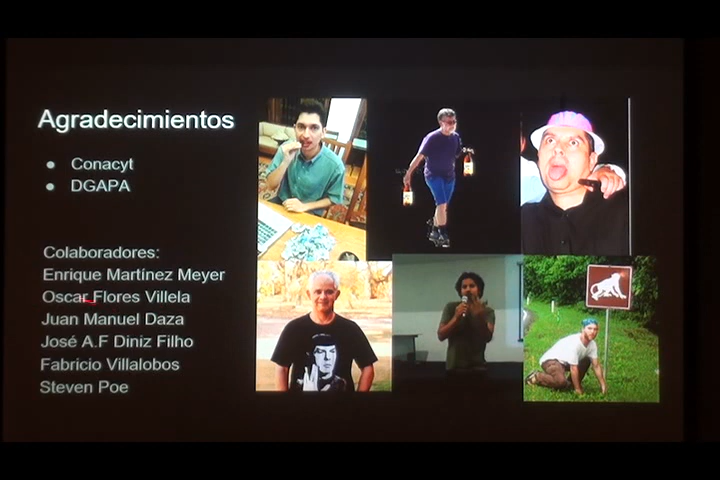 Agradecimientos
● Conacyt
● DGAPA
Colaboradores:
Enrique Martínez Meyer
Oscar Flores Villela
Juan Manuel Daza
José A.F Diniz Filho
Fabricio Villalobos
Steven Poe